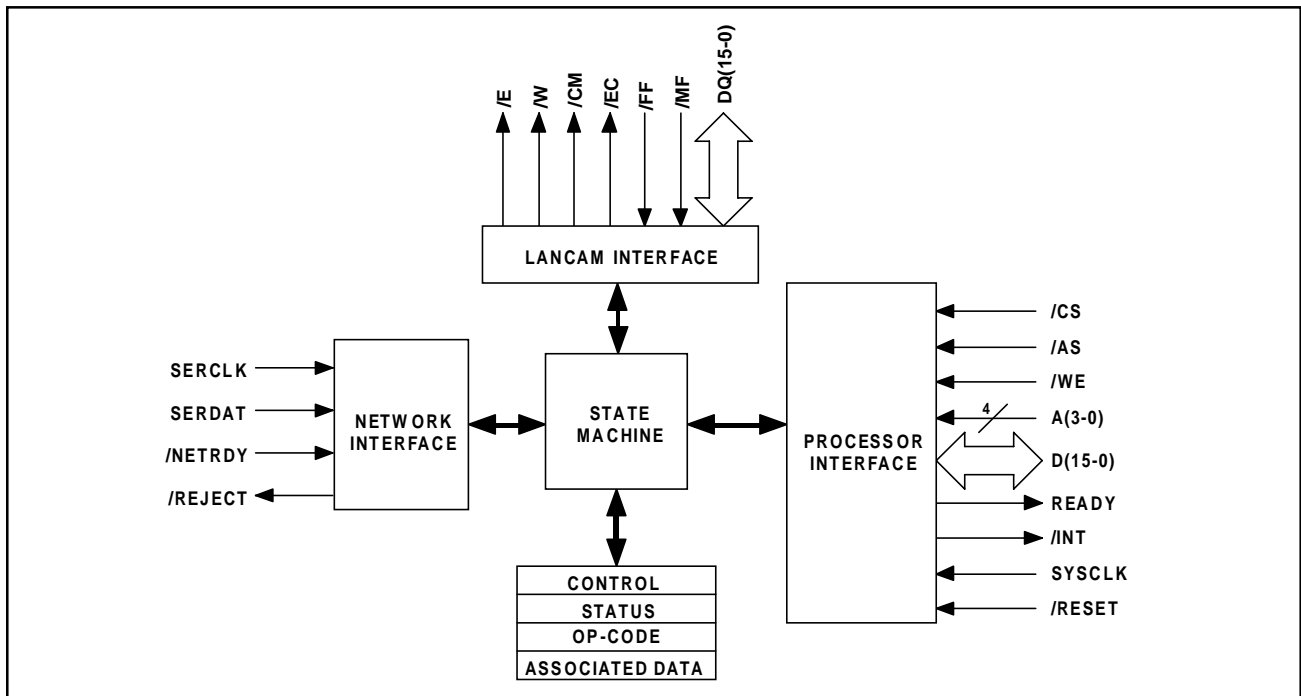 /E
/W
/CM
/EC
/FF
/MF
DQ(15-0)
LANCAM INTERFACE
SERCLK
SERDAT
/NETRDY
/REJECT
NETWORK
INTERFACE
STATE
MACHINE
PROCESSOR
INTERFACE
/CS
/AS
/WE
4
A(3-0)
D(15-0)
READY
/INT
SYSCLK
/RESET
CONTROL
STATUS
OP-CODE
ASSOCIATED DATA